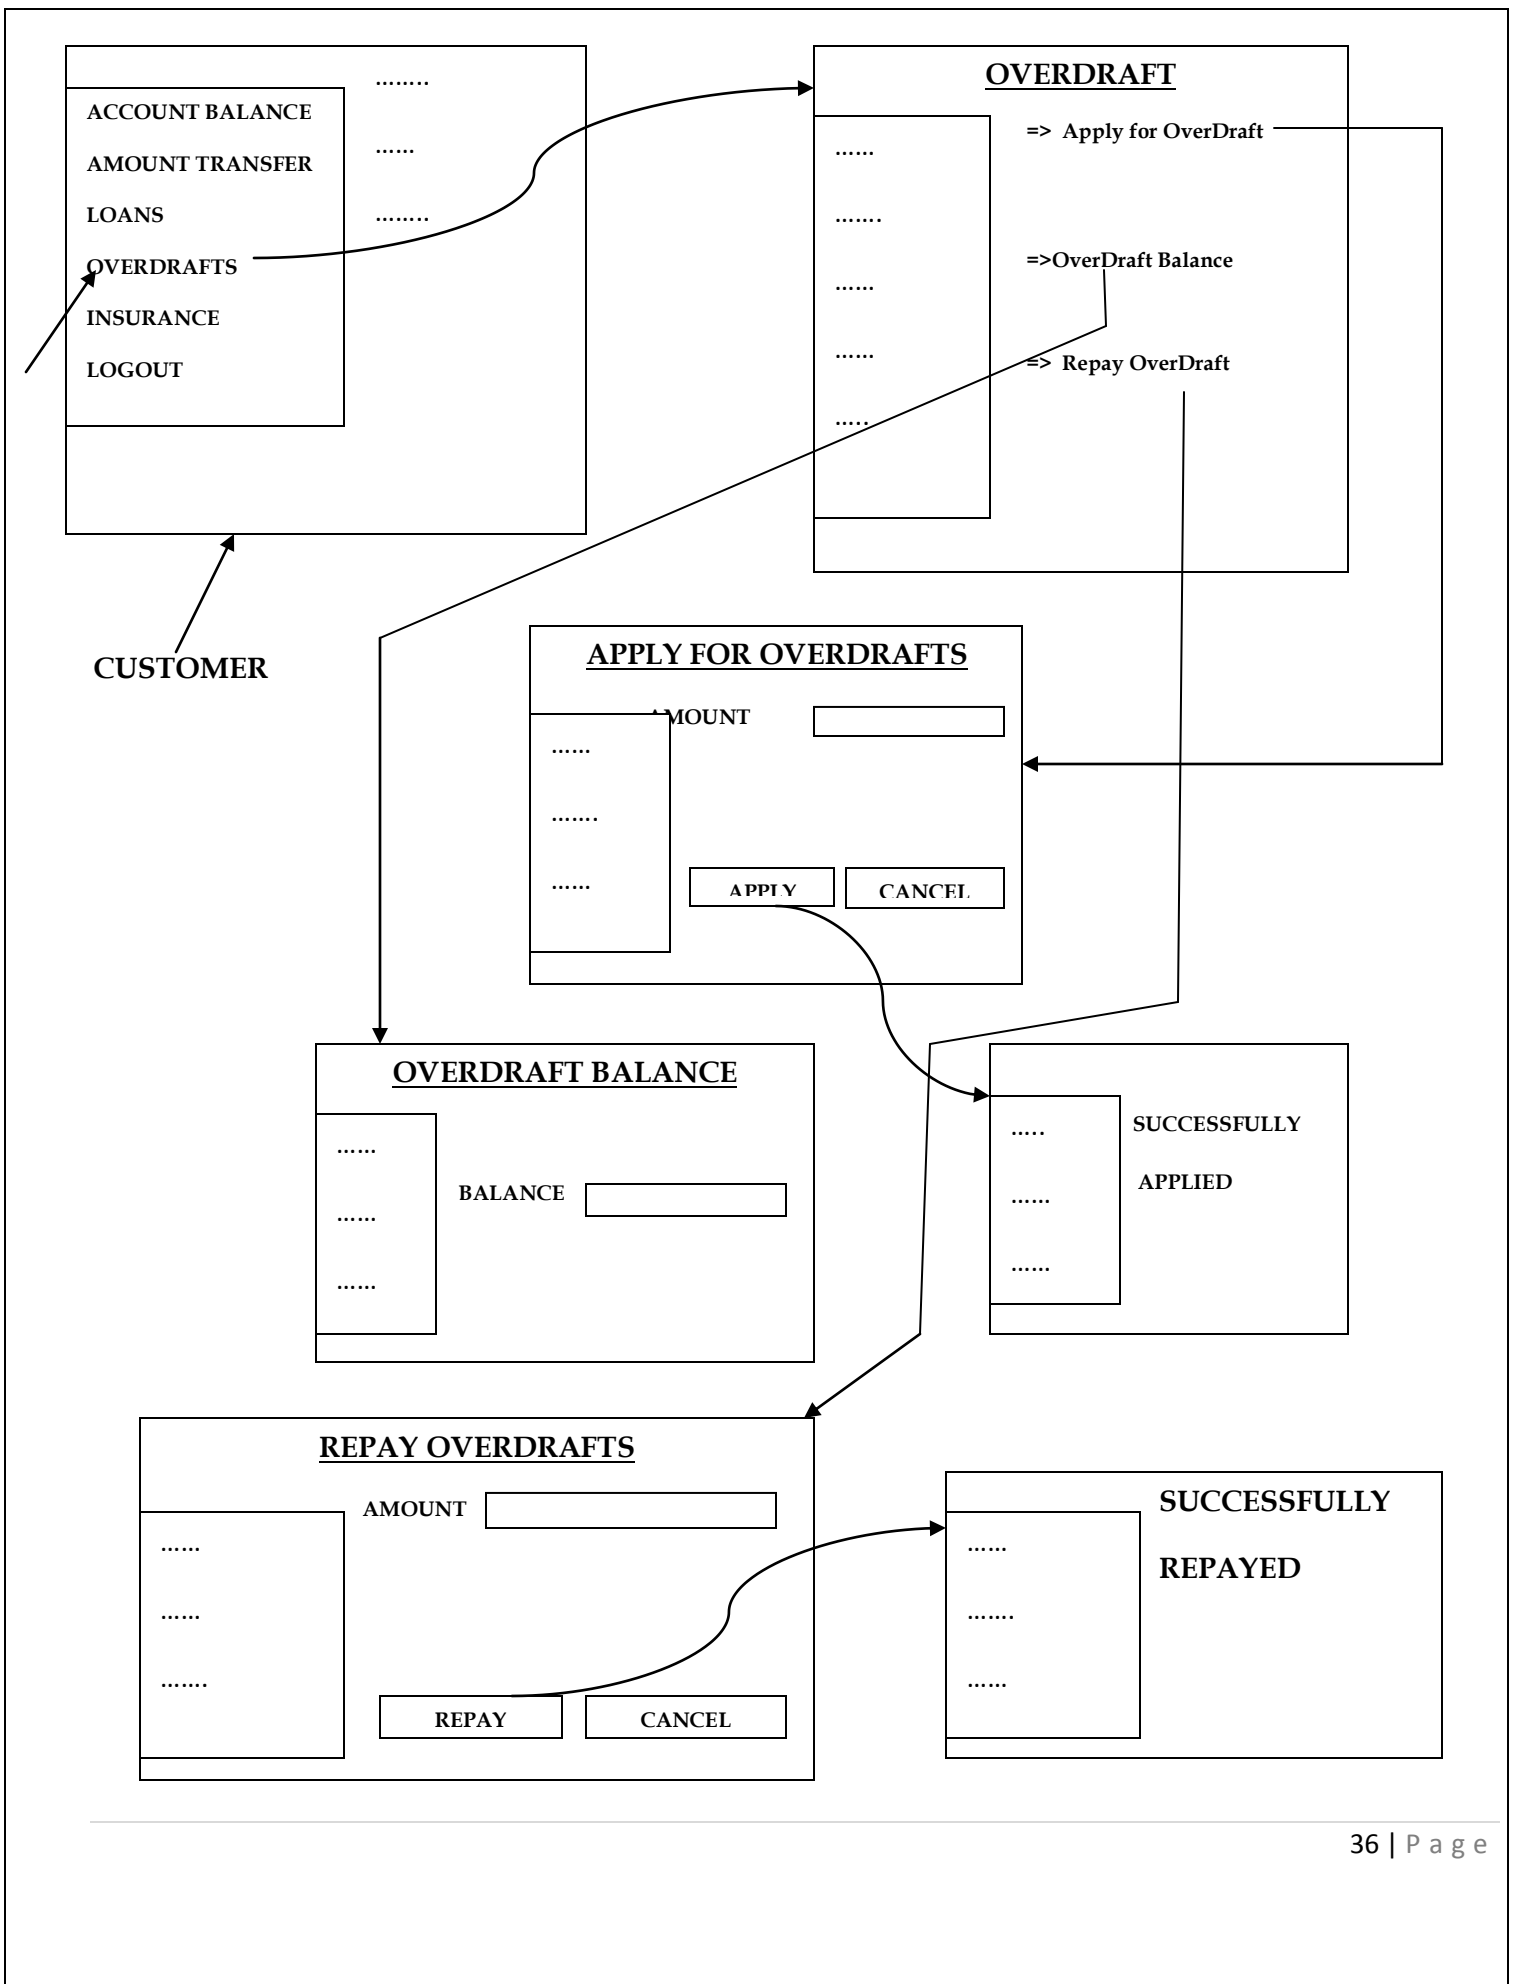 ……..
ACCOUNT BALANCE
……
AMOUNT TRANSFER
LOANS
……..
OVERDRAFTS
INSURANCE
LOGOUT
CUSTOMER
OVERDRAFT
=> Apply for OverDraft
……
…….
=>OverDraft Balance
……
……
=> Repay OverDraft
…..
APPLY FOR OVERDRAFTS
AMOUNT
……
…….
……
APPLY CANCEL
OVERDRAFT BALANCE
……
BALANCE
……
……
….. SUCCESSFULLY
APPLIED
……
……
REPAY OVERDRAFTS
AMOUNT
……
……
…….
REPAY CANCEL
SUCCESSFULLY
……
REPAYED
…….
……
36 | P a g e